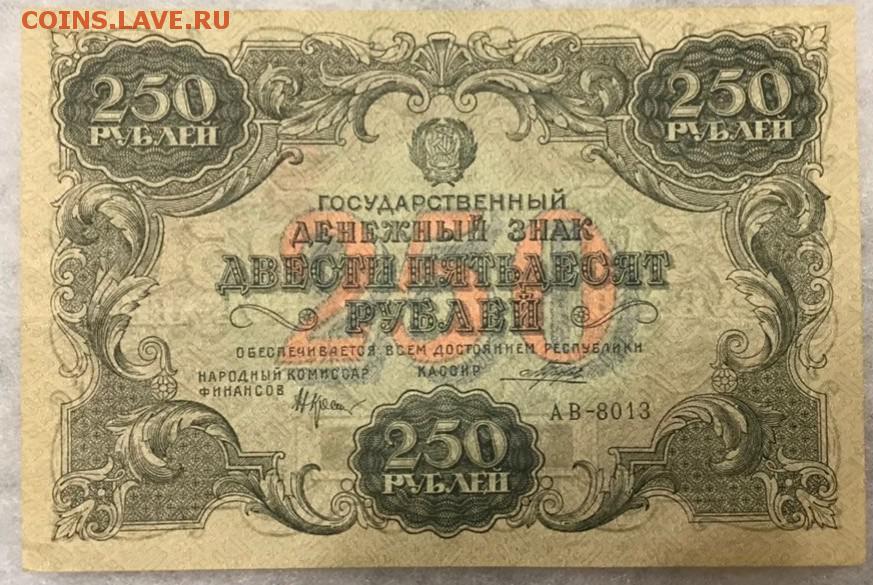 COINS.LAVE.RU
250
РУБЛЕЙ
250
РУБЛЕЙ
ГОСУДАРСТВЕННЫЙ
ДЕНЕЖНЫЙ ЗНАК
250
ДВЕСТИ ПЯТЬДЕСЯТ
РУБЛЕЙ
ОБЕСПЕЧИВАЕТСЯ ВСЕМ ДОСТОЯНИЕМ РЕСПУБЛИКИ
НАРОДНЫЙ КОМИССАР
ФИНАНСОВ
КАССИР
АВ-8013
250
РУБЛЕЙ